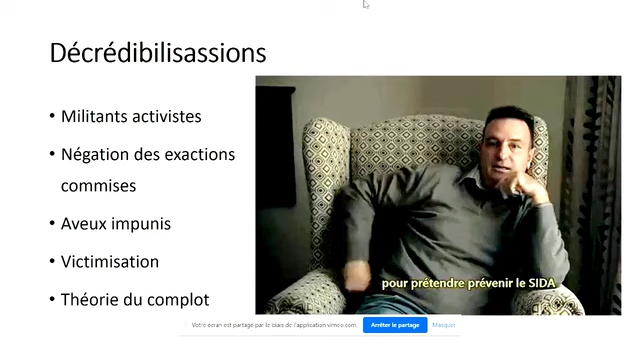 Décrédibilisassions
• Militants activistes
• Négation des exactions
commises
• Aveux impunis
• Victimisation
• Théorie du complot
pour prétendre prévenir le SIDA
Votre écran est partagé par le biais de l'application vimeo.com.
Arrêter le partage
Masquer